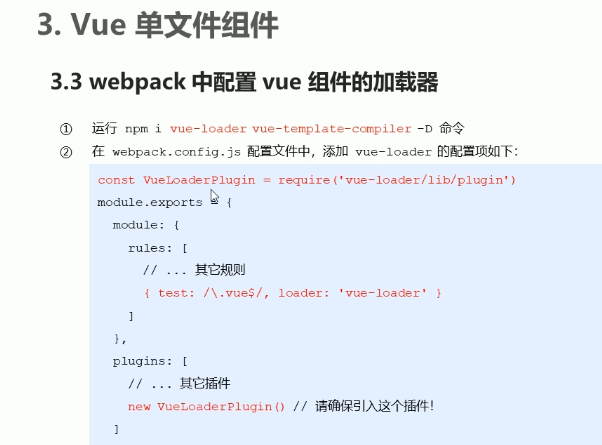 3. Vue 单文件组件
3.3 webpack 中配置 vue 组件的加载器
① 运行 npm i vue-loader vue-template-compiler -D 命令
② 在 webpack.config.js 配置文件中，添加 vue-loader 的配置项如下：
const VueLoaderPlugin = require('vue-loader/lib/plugin')
module.exports = {
module: {
rules: [
// ... 其它规则
{ test: /\.vue$/, loader: 'vue-loader' }
]
},
plugins: [
// ... 其它插件
new VueLoaderPlugin() // 请确保引入这个插件！
]